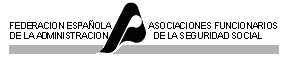 FEDERACION ESPAÑOLA ASOCIACIONES FUNCIONARIOS
DE LA ADMINISTRACION DE LA SEGURIDAD SOCIAL